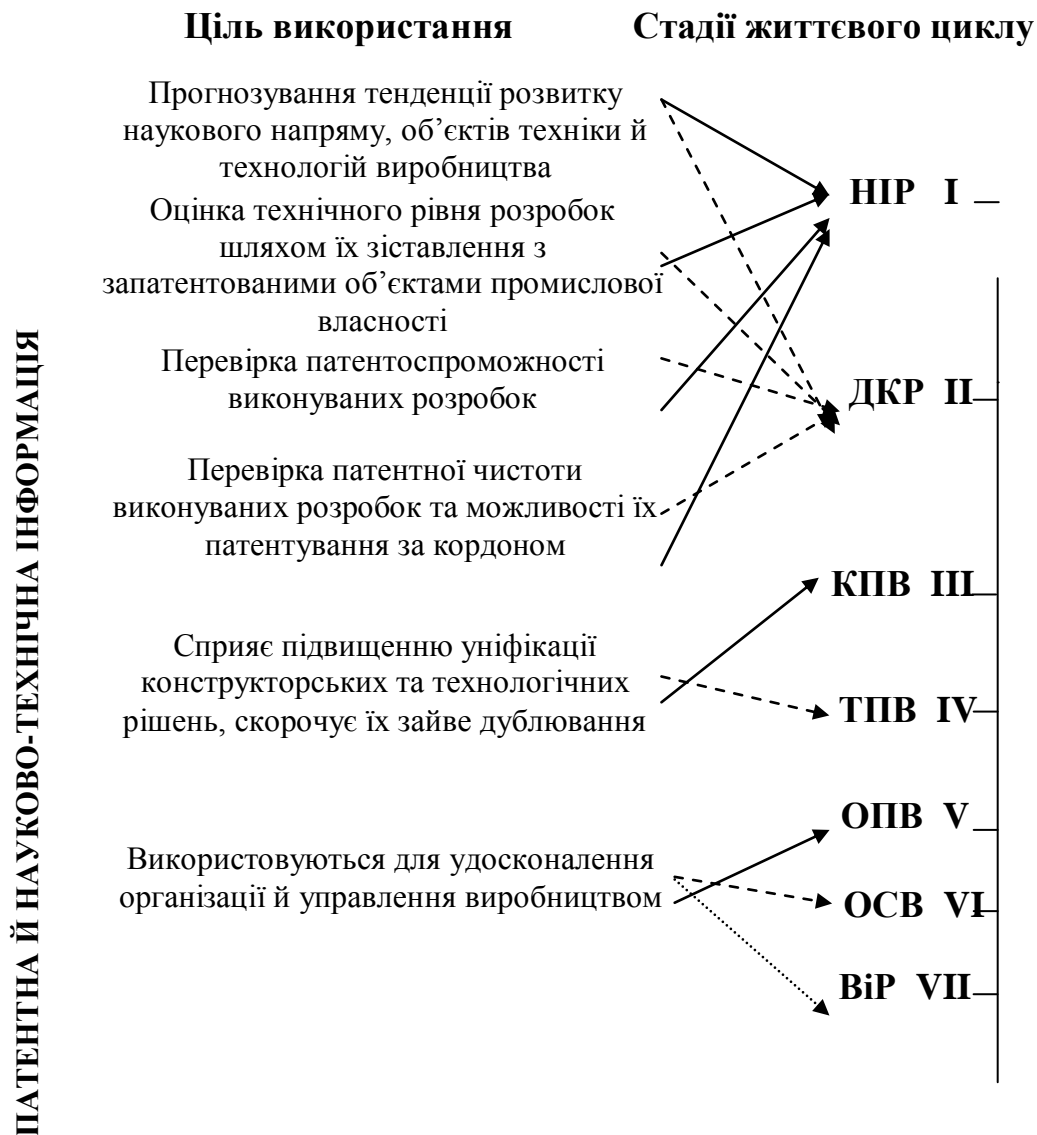 Ціль використання
Стадії життєвого циклу
Прогнозування тенденції розвитку
наукового напряму, об’єктів техніки й
технологій виробництва
Оцінка технічного рівня розробок
шляхом їх зіставлення з
запатентованими об’єктами промислової
власності
Перевірка патентоспроможності
виконуваних розробок
Перевірка патентної чистоти
виконуваних розробок та можливості їх
патентування за кордоном
Сприяє підвищенню уніфікації
конструкторських та технологічних
рішень, скорочує їх зайве дублювання
Використовуються для удосконалення
організації й управління виробництвом
НІР I
ДКР II
КПВ III
ТПВ IV
ОПВ V
ОСВ VI
ВіР VII
ПАТЕНТНА Й НАУКОВО-ТЕХНІЧНА ІНФОРМАЦІЯ